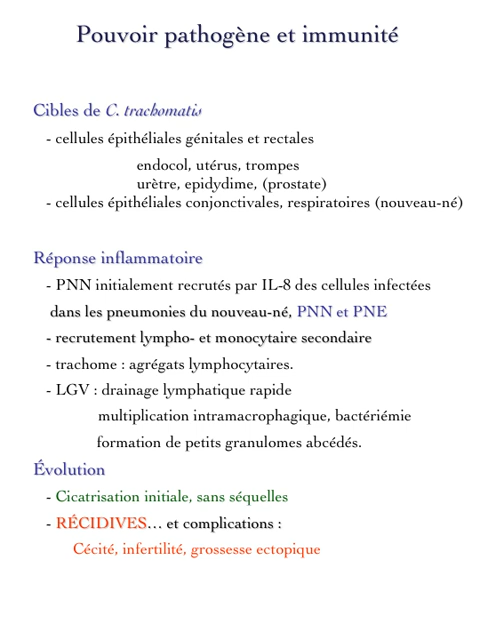 Pouvoir pathogène et immunité
Cibles de C. trachomatis
- cellules épithéliales génitales et rectales
endocol, utérus, trompes
urètre, epidydime, (prostate)
- cellules épithéliales conjonctivales, respiratoires (nouveau-né)
Réponse inflammatoire
- PNN initialement recrutés par IL-8 des cellules infectées
dans les pneumonies du nouveau-né, PNN et PNE
- recrutement lympho- et monocytaire secondaire
- trachome : agrégats lymphocytaires.
- LGV : drainage lymphatique rapide
multiplication intramacrophagique, bactériémie
formation de petits granulomes abcédés.
Évolution
- Cicatrisation initiale, sans séquelles
- RÉCIDIVES… et complications :
Cécité, infertilité, grossesse ectopique